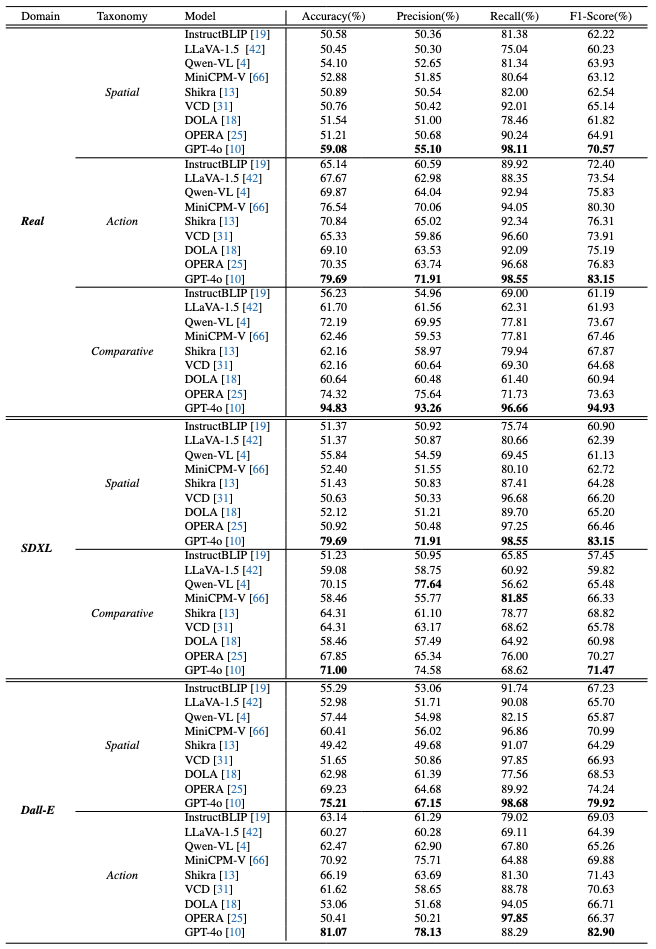 Domain Taxonomy Model Accuracy(%) Precision(%) Recall(%) F1-Score(%)
InstructBLIP [19] 50.58 50.36 81.38 62.22
LLaVA-1.5 [42] 50.45 50.30 75.04 60.23
Qwen-VL [4] 54.10 52.65 81.34 63.93
MiniCPM-V [66] 52.88 51.85 80.64 63.12
Spatial Shikra [13] 50.89 50.54 82.00 62.54
VCD [31] 50.76 50.42 92.01 65.14
DOLA [18] 51.54 51.00 78.46 61.82
OPERA [25] 51.21 50.68 90.24 64.91
GPT-4o [10] 59.08 55.10 98.11 70.57
InstructBLIP [19] 65.14 60.59 89.92 72.40
LLaVA-1.5 [42] 67.67 62.98 88.35 73.54
Qwen-VL [4] 69.87 64.04 92.94 75.83
MiniCPM-V [66] 76.54 70.06 94.05 80.30
Real Action Shikra [13] 70.84 65.02 92.34 76.31
VCD [31] 65.33 59.86 96.60 73.91
DOLA [18] 69.10 63.53 92.09 75.19
OPERA [25] 70.35 63.74 96.68 76.83
GPT-4o [10] 79.69 71.91 98.55 83.15
InstructBLIP [19] 56.23 54.96 69.00 61.19
LLaVA-1.5 [42] 61.70 61.56 62.31 61.93
Qwen-VL [4] 72.19 69.95 77.81 73.67
MiniCPM-V [66] 62.46 59.53 77.81 67.46
Comparative Shikra [13] 62.16 58.97 79.94 67.87
VCD [31] 62.16 60.64 69.30 64.68
DOLA [18] 60.64 60.48 61.40 60.94
OPERA [25] 74.32 75.64 71.73 73.63
GPT-4o [10] 94.83 93.26 96.66 94.93
InstructBLIP [19] 51.37 50.92 75.74 60.90
LLaVA-1.5 [42] 51.37 50.87 80.66 62.39
Qwen-VL [4] 55.84 54.59 69.45 61.13
MiniCPM-V [66] 52.40 51.55 80.10 62.72
Spatial Shikra [13] 51.43 50.83 87.41 64.28
VCD [31] 50.63 50.33 96.68 66.20
DOLA [18] 52.12 51.21 89.70 65.20
OPERA [25] 50.92 50.48 97.25 66.46
GPT-4o [10] 79.69 71.91 98.55 83.15
SDXL
InstructBLIP [19] 51.23 50.95 65.85 57.45
LLaVA-1.5 [42] 59.08 58.75 60.92 59.82
Qwen-VL [4] 70.15 77.64 56.62 65.48
MiniCPM-V [66] 58.46 55.77 81.85 66.33
Comparative Shikra [13] 64.31 61.10 78.77 68.82
VCD [31] 64.31 63.17 68.62 65.78
DOLA [18] 58.46 57.49 64.92 60.98
OPERA [25] 67.85 65.34 76.00 70.27
GPT-4o [10] 71.00 74.58 68.62 71.47
InstructBLIP [19] 55.29 53.06 91.74 67.23
LLaVA-1.5 [42] 52.98 51.71 90.08 65.70
Qwen-VL [4] 57.44 54.98 82.15 65.87
MiniCPM-V [66] 60.41 56.02 96.86 70.99
Spatial Shikra [13] 49.42 49.68 91.07 64.29
VCD [31] 51.65 50.86 97.85 66.93
DOLA [18] 62.98 61.39 77.56 68.53
OPERA [25] 69.23 64.68 89.92 74.24
GPT-4o [10] 75.21 67.15 98.68 79.92
Dall-E
InstructBLIP [19] 63.14 61.29 79.02 69.03
LLaVA-1.5 [42] 60.27 60.28 69.11 64.39
Qwen-VL [4] 62.47 62.90 67.80 65.26
MiniCPM-V [66] 70.92 75.71 64.88 69.88
Action Shikra [13] 66.19 63.69 81.30 71.43
VCD [31] 61.62 58.65 88.78 70.63
DOLA [18] 53.06 51.68 94.05 66.71
OPERA [25] 50.41 50.21 97.85 66.37
GPT-4o [10] 81.07 78.13 88.29 82.90